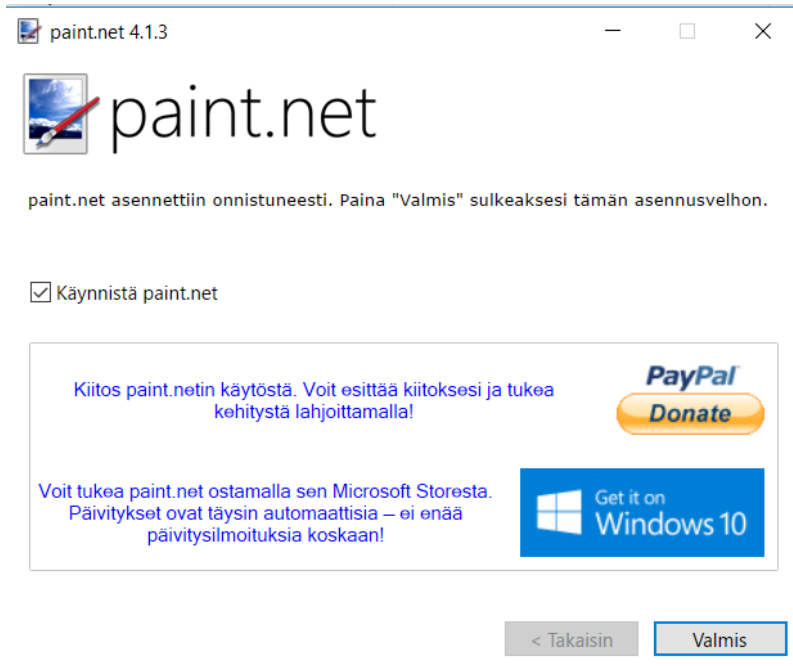 paint.net 4.1.3
paint.net
paint.net asennettiin onnistuneesti. Paina "Valmis" sulkeaksesi tämän asennusvelhon.
Käynnistä paint.net
Kiitos paint.netin käytöstä. Voit esittää kiitoksesi ja tukea
kehitystä lahjoittamalla!
PayPal
Donate
Voit tukea paint.net ostamalla sen Microsoft Storesta.
Päivitykset ovat täysin automaattisia – ei enää
päivitysilmoituksia koskaan!
Get it on
Windows 10
< Takaisin
Valmis